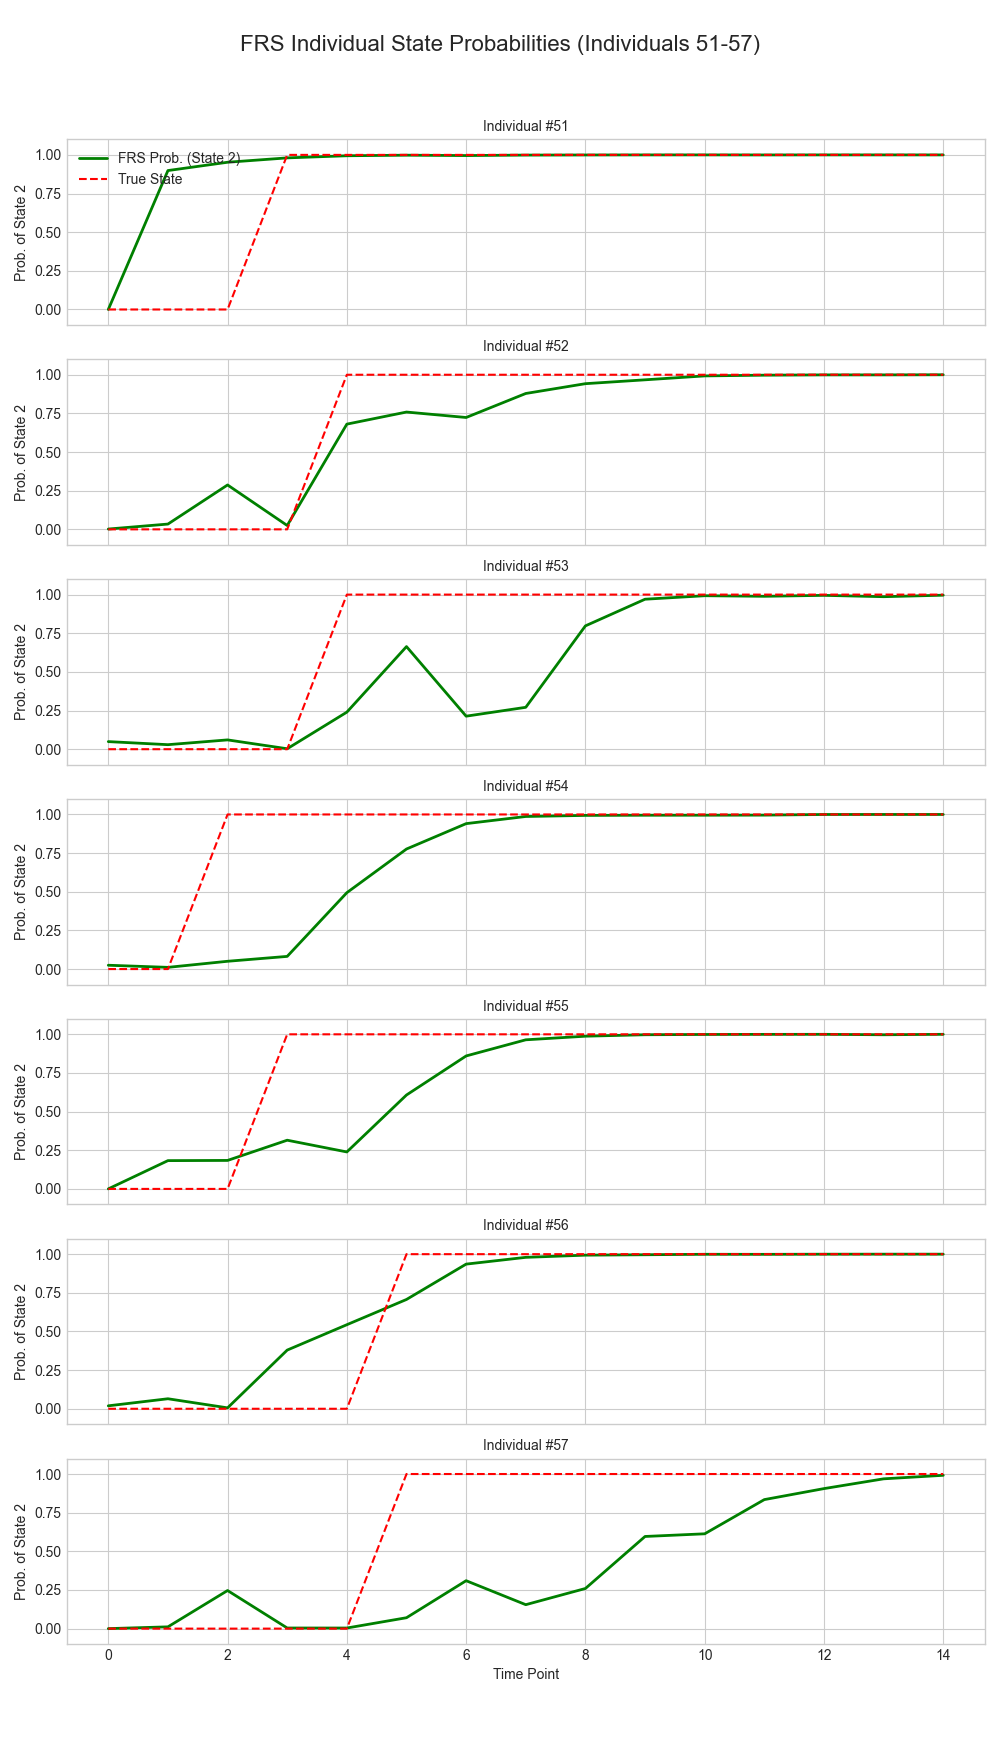 FRS Individual State Probabilities (Individuals 51-57)
Individual #51
FRS Prob. (State 2)
True State
1.00
0.75
0.50
0.25
0.00
Prob. of State 2
Individual #52
1.00
0.75
0.50
0.25
0.00
Prob. of State 2
Individual #53
1.00
0.75
0.50
0.25
0.00
Prob. of State 2
Individual #54
1.00
0.75
0.50
0.25
0.00
Prob. of State 2
Individual #55
1.00
0.75
0.50
0.25
0.00
Prob. of State 2
Individual #56
1.00
0.75
0.50
0.25
0.00
Prob. of State 2
Individual #57
1.00
0.75
0.50
0.25
0.00
Prob. of State 2
0 2 4 6 8 10 12 14
Time Point